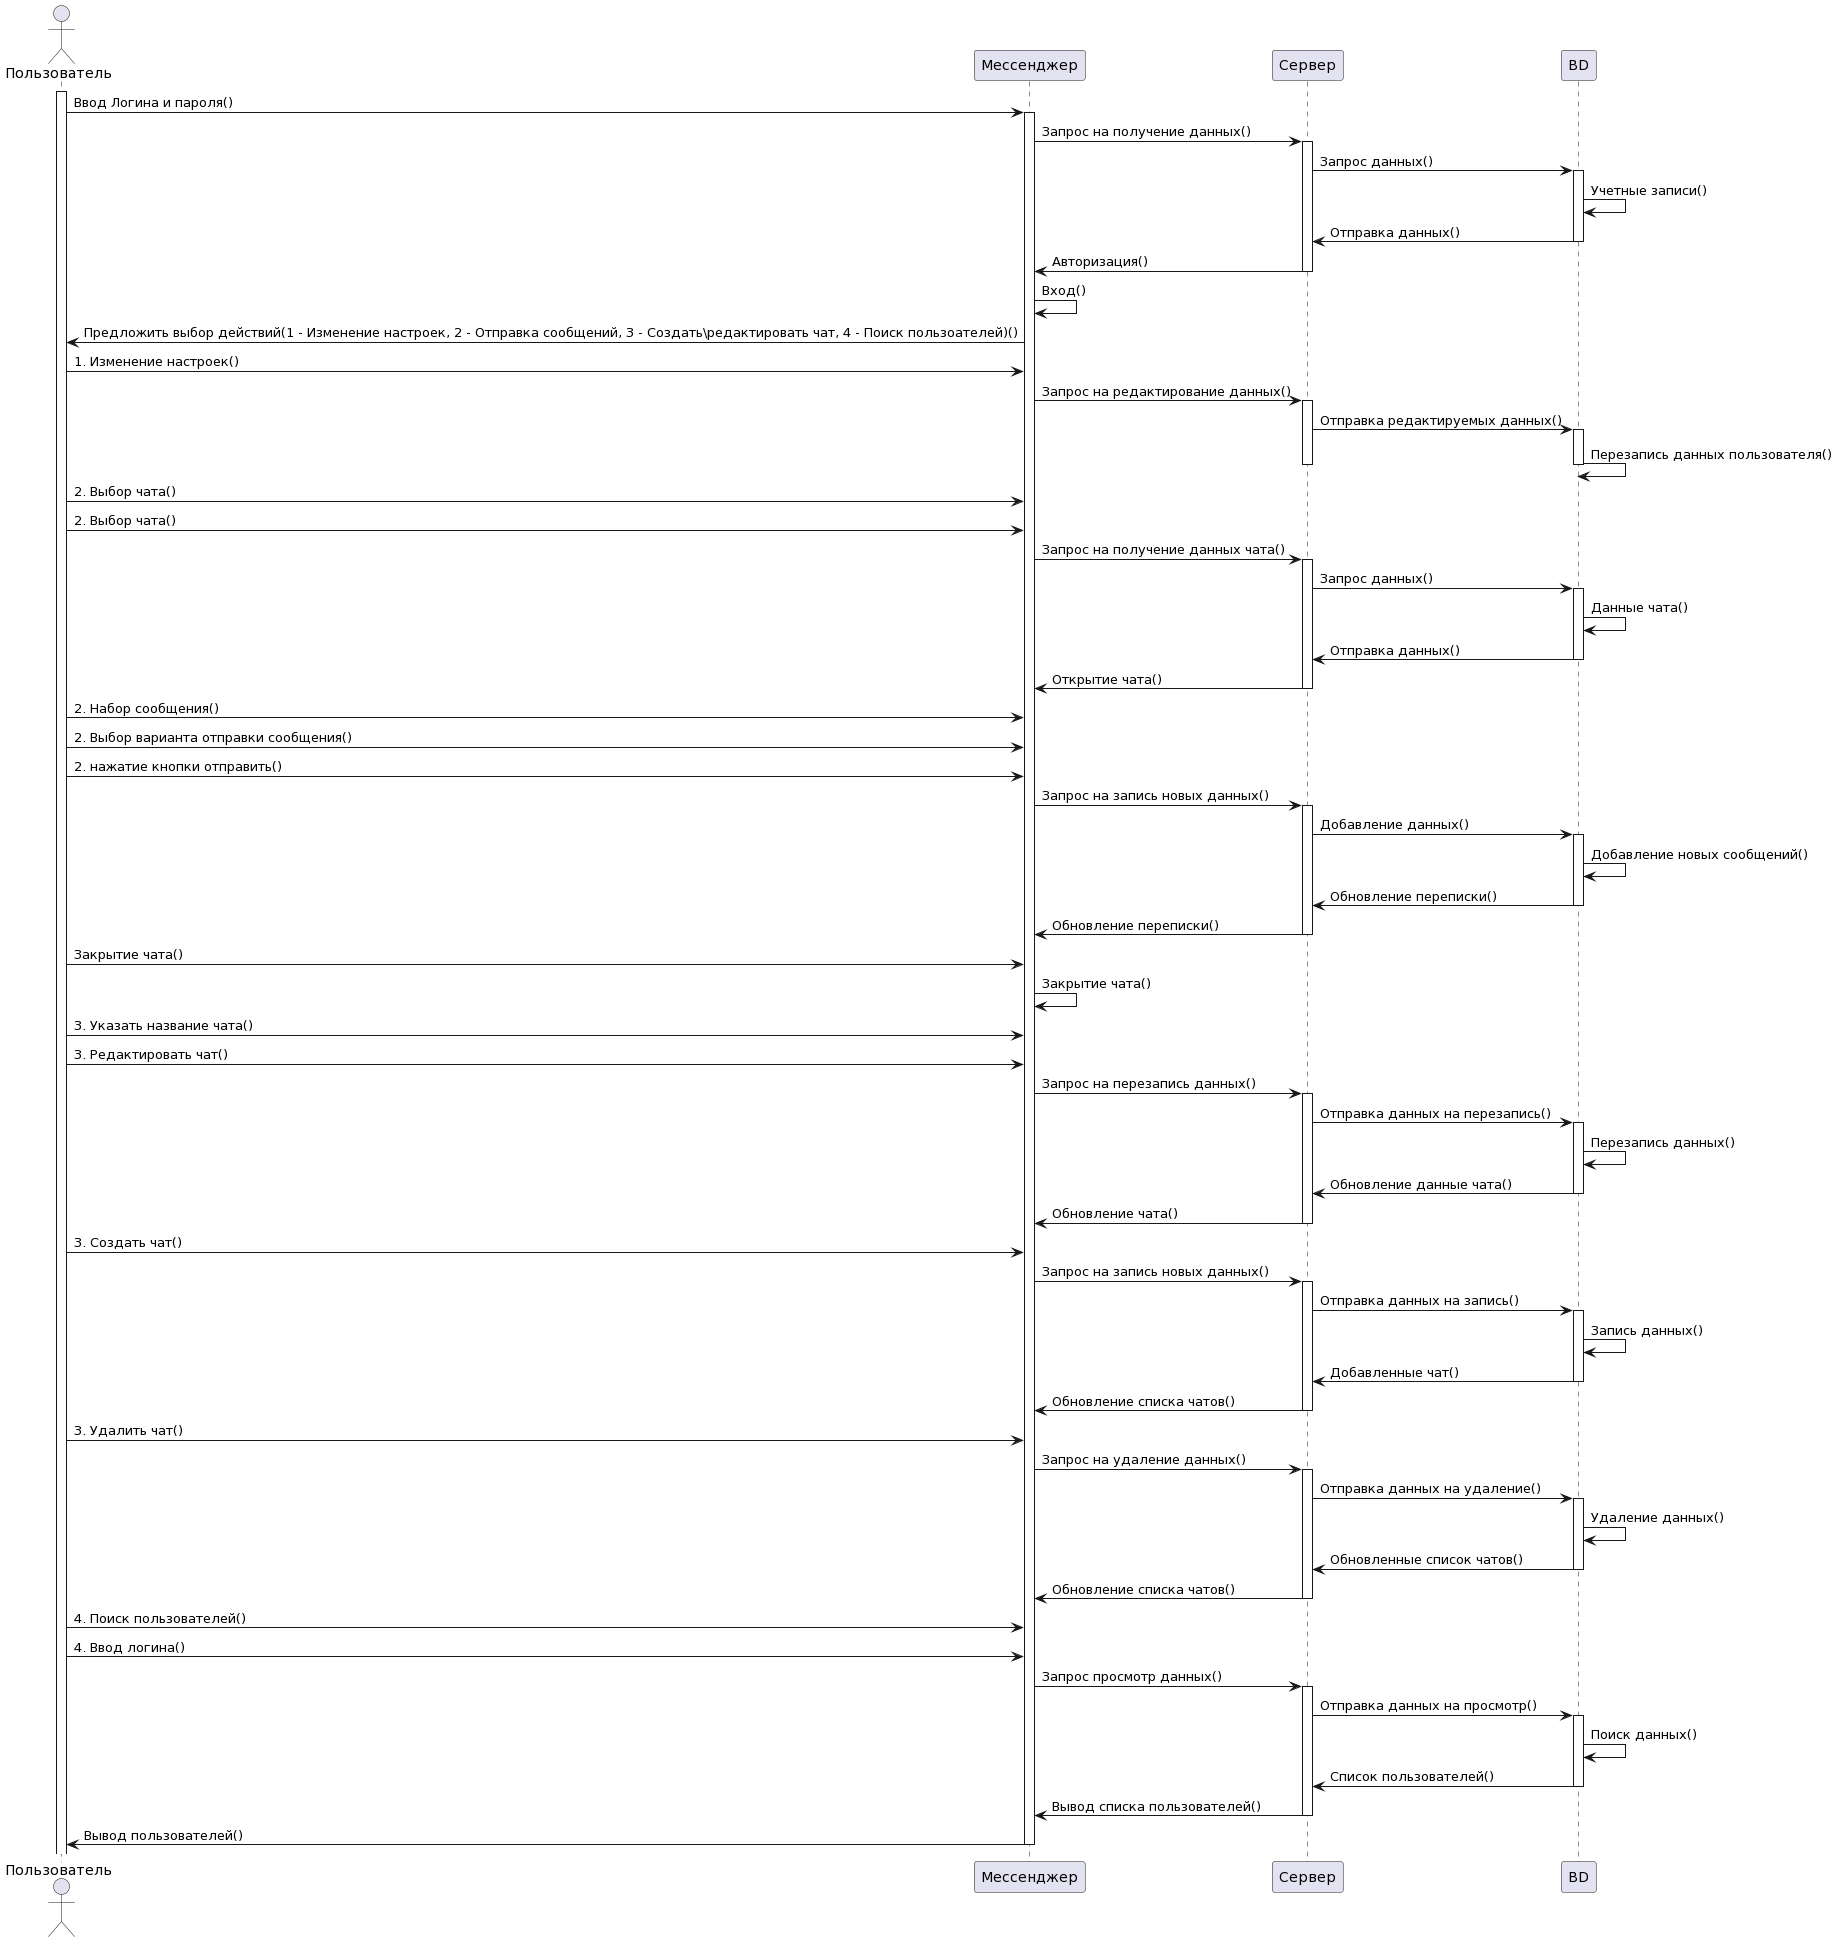 Пользователь
Мессенджер
Сервер
BD
Ввод Логина и пароля()
Запрос на получение данных()
Запрос данных()
Учетные записи()
Отправка данных()
Авторизация()
Вход()
Предложить выбор действий(1 - Изменение настроек, 2 - Отправка сообщений, 3 - Создать\редактировать чат, 4 - Поиск пользоателей)()
1. Изменение настроек()
Запрос на редактирование данных()
Отправка редактируемых данных()
Перезапись данных пользователя()
2. Выбор чата()
2. Выбор чата()
Запрос на получение данных чата()
Запрос данных()
Данные чата()
Отправка данных()
Открытие чата()
2. Набор сообщения()
2. Выбор варианта отправки сообщения()
2. нажатие кнопки отправить()
Запрос на запись новых данных()
Добавление данных()
Добавление новых сообщений()
Обновление переписки()
Обновление переписки()
Закрытие чата()
Закрытие чата()
3. Указать название чата()
3. Редактировать чат()
Запрос на перезапись данных()
Отправка данных на перезапись()
Перезапись данных()
Обновление данные чата()
Обновление чата()
3. Создать чат()
Запрос на запись новых данных()
Отправка данных на запись()
Запись данных()
Добавленные чат()
Обновление списка чатов()
3. Удалить чат()
Запрос на удаление данных()
Отправка данных на удаление()
Удаление данных()
Обновленные список чатов()
Обновление списка чатов()
4. Поиск пользователей()
4. Ввод логина()
Запрос просмотр данных()
Отправка данных на просмотр()
Поиск данных()
Список пользователей()
Вывод списка пользователей()
Вывод пользователей()
Пользователь
Мессенджер
Сервер
BD